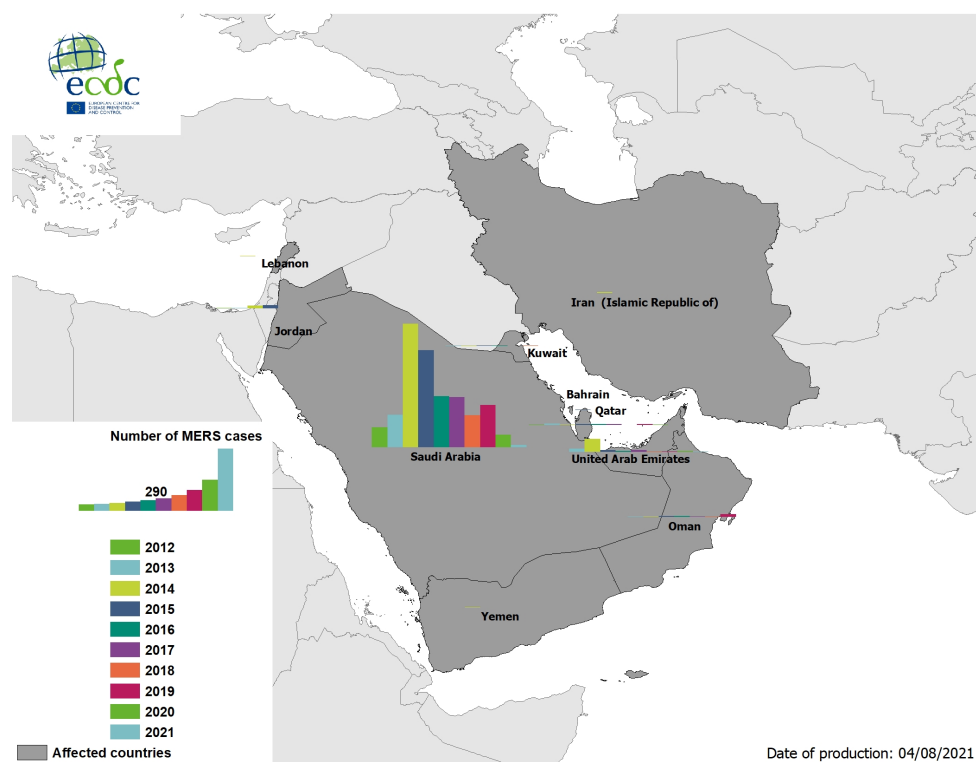 ecdc
EUROPEAN CENTRE FOR
DISEASE PREVENTION
AND CONTROL
Lebanon
Iran (Islamic Republic of)
Jordan
Kuwait
Bahrain
Qatar
Saudi Arabia
United Arab Emirates
Oman
Yemen
Number of MERS cases
290
2012
2013
2014
2015
2016
2017
2018
2019
2020
2021
Affected countries
Date of production: 04/08/2021